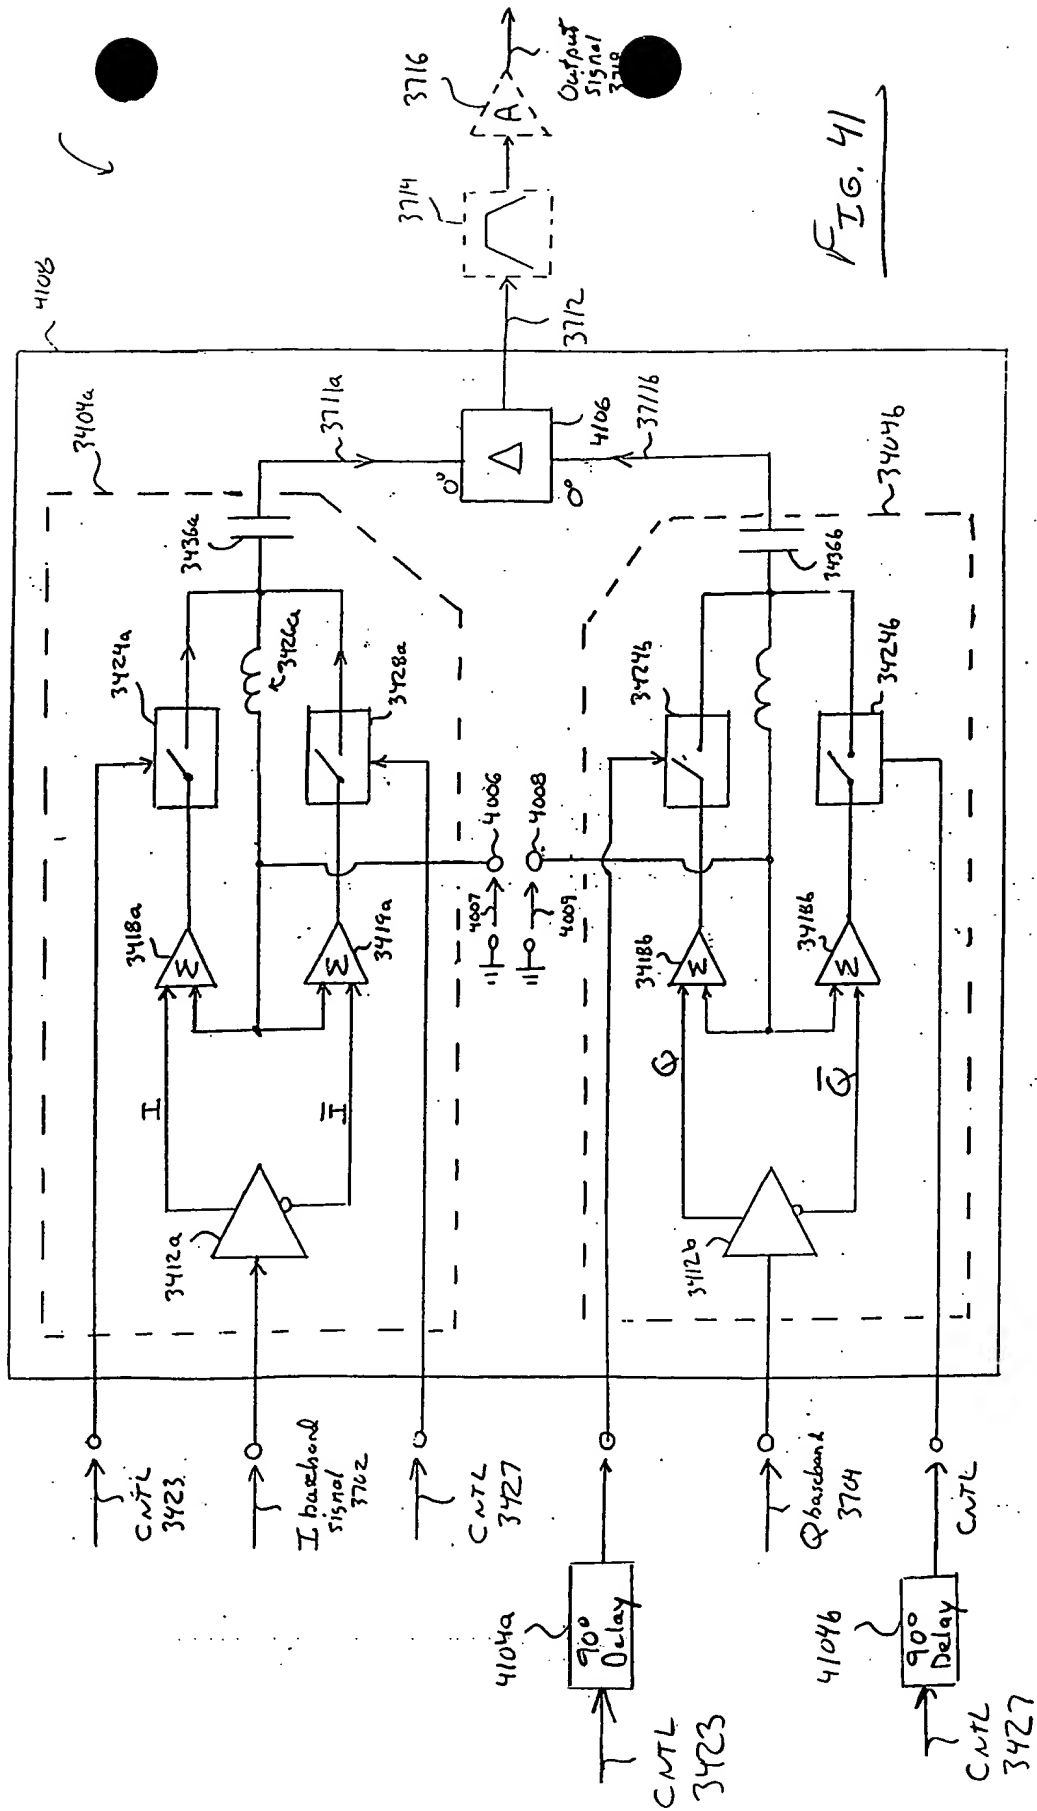 4108
3404a
3424a
3436a
3711a
3418a
3426a
3412a
I
Ī
3419a
3428a
4106
0°
0°
Δ
3712
3714
3716
A
Output
signal
4007
4006
4009
4008
3711b
3404b
3424b
3436b
3418b
Σ
Σ
Σ
Σ
3412b
Q
Q̄
3418b
3424b
CNTL
3423
I baseband
signal
3702
CNTL
3427
Q baseband
3704
CNTL
4104a
90°
Delay
CNTL
3423
4104b
90°
Delay
CNTL
3427
FIG. 41